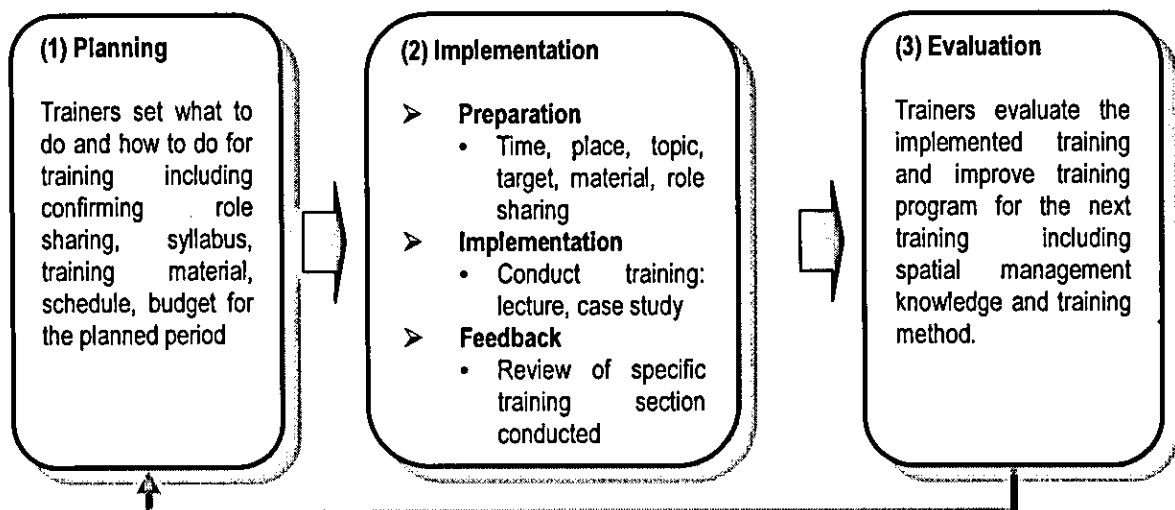 (1) Planning
Trainers set what to
do and how to do for
training including
confirming role
sharing, syllabus,
training material,
schedule, budget for
the planned period
(2) Implementation
➤ Preparation
• Time, place, topic,
target, material, role
sharing
➤ Implementation
• Conduct training:
lecture, case study
➤ Feedback
• Review of specific
training section
conducted
(3) Evaluation
Trainers evaluate the
implemented training
and improve training
program for the next
training including
spatial management
knowledge and training
method.